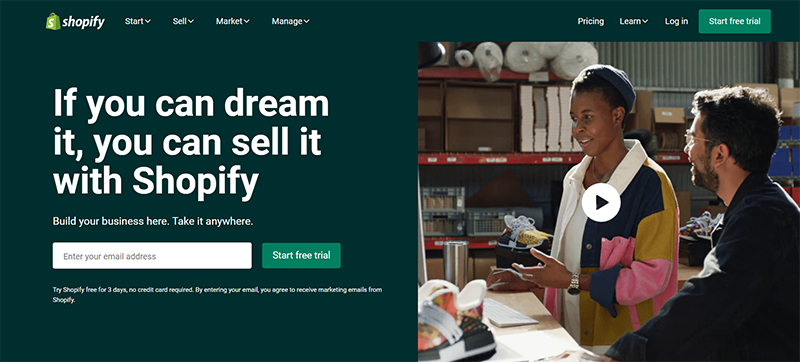 shopify
Start
Sell
Market
Manage
Pricing
Learn
Log in
Start free trial
If you can dream
it, you can sell it
with Shopify
Build your business here. Take it anywhere.
Enter your email address
Start free trial
Try Shopify free for 3 days, no credit card required. By entering your email, you agree to receive marketing emails from
Shopify.